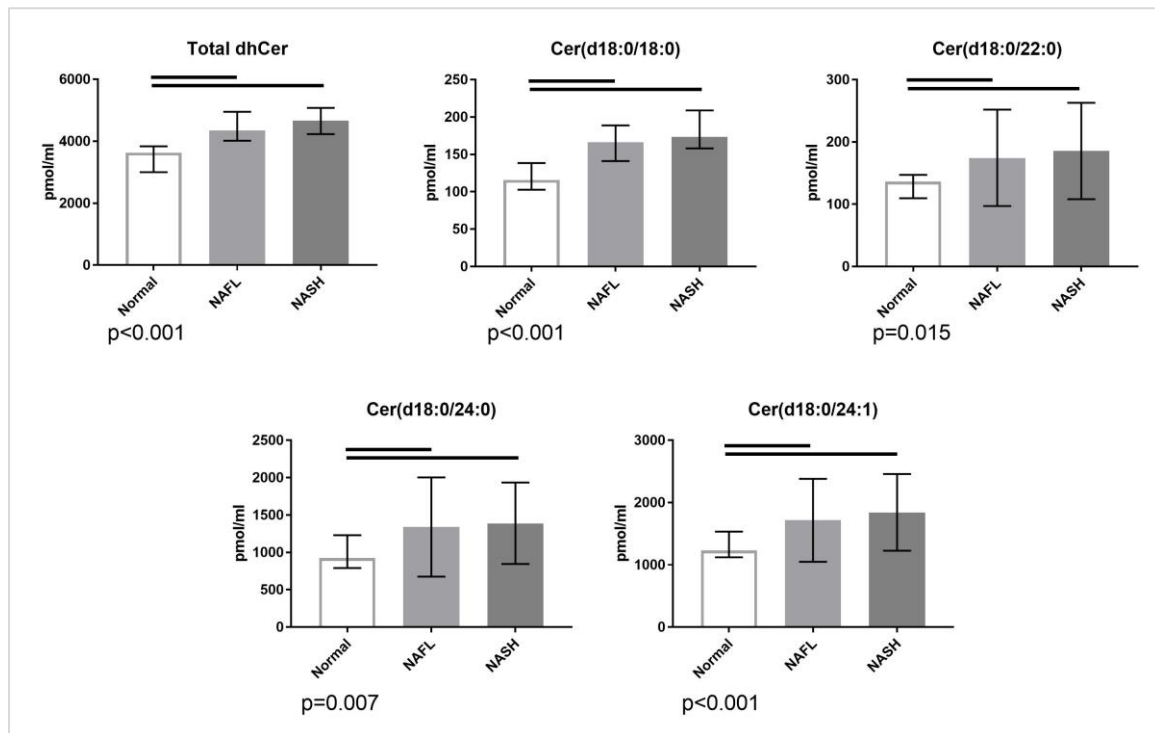 Total dhCer
6000
4000
2000
0
pmol/ml
Normal
NAFL
NASH
p<0.001
Cer(d18:0/18:0)
250
200
150
100
50
0
pmol/ml
Normal
NAFL
NASH
p<0.001
Cer(d18:0/22:0)
300
200
100
0
pmol/ml
Normal
NAFL
NASH
p=0.015
Cer(d18:0/24:0)
2500
2000
1500
1000
500
0
pmol/ml
Normal
NAFL
NASH
p=0.007
Cer(d18:0/24:1)
3000
2000
1000
0
pmol/ml
Normal
NAFL
NASH
p<0.001